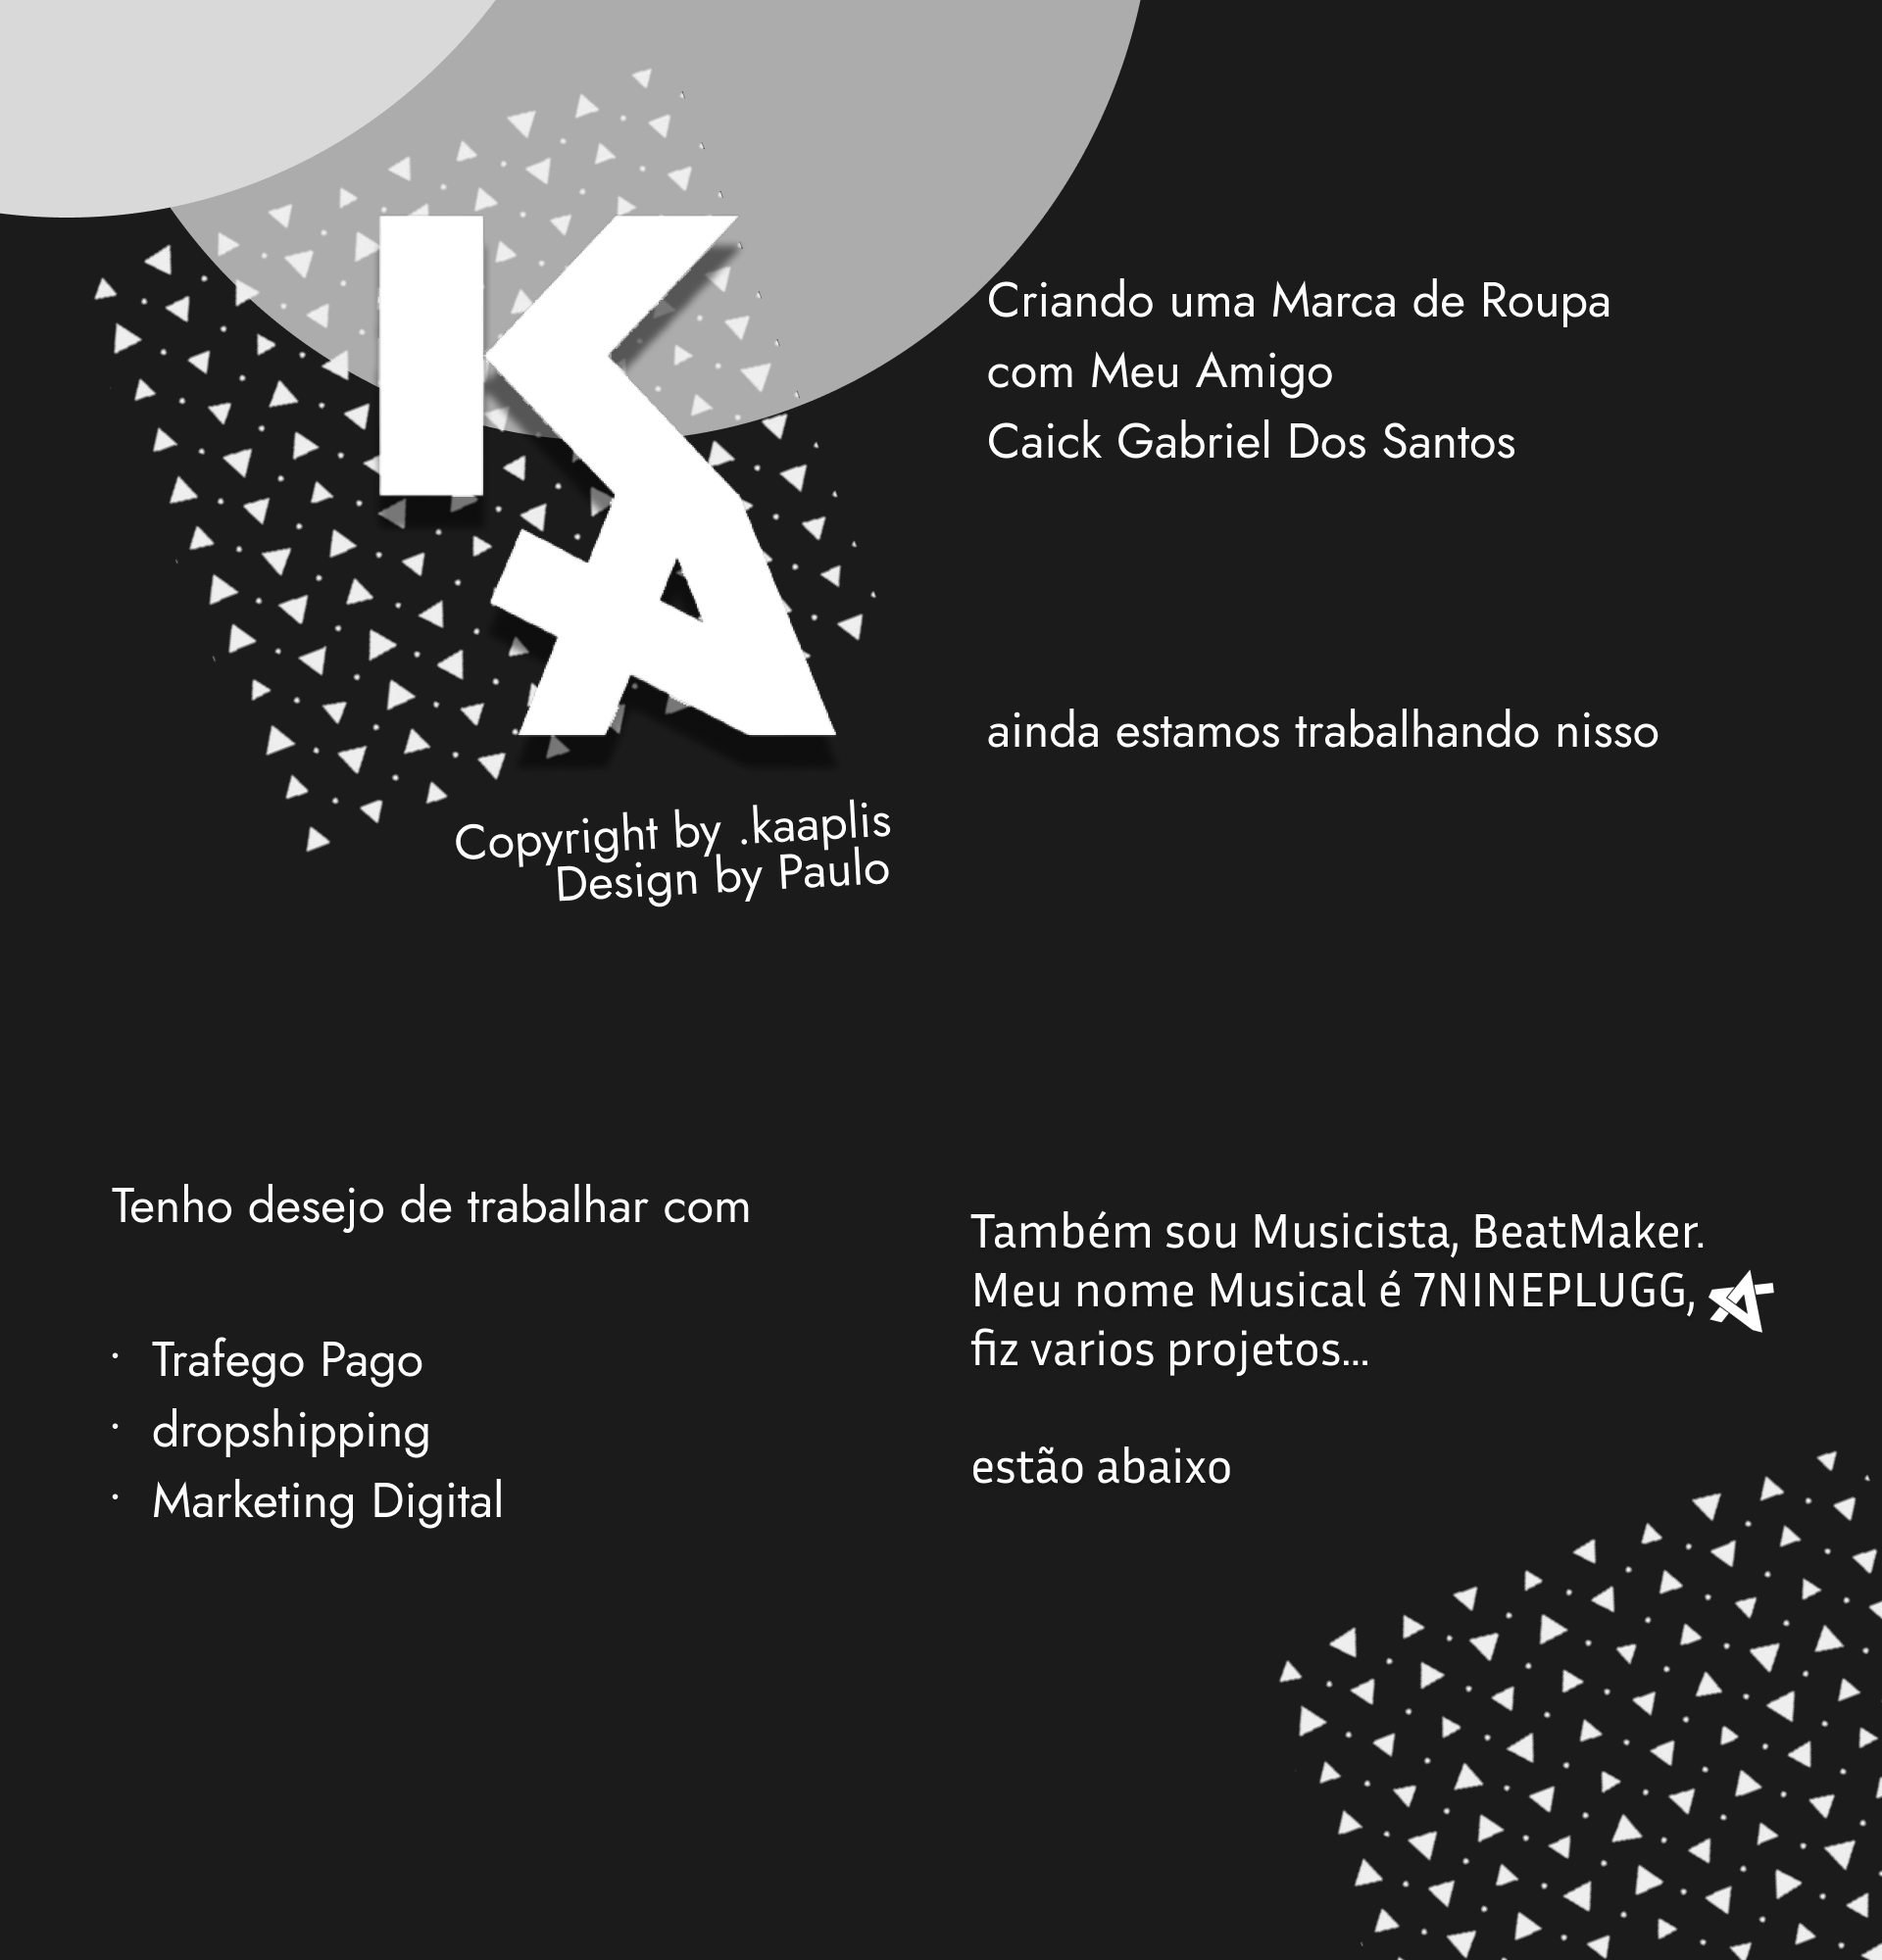 KA
Criando uma Marca de Roupa
com Meu Amigo
Caick Gabriel Dos Santos
ainda estamos trabalhando nisso
Copyright by .kaaplis
Design by Paulo
Tenho desejo de trabalhar com
· Trafego Pago
· dropshipping
· Marketing Digital
Também sou Musicista, BeatMaker.
Meu nome Musical é 7NINEPLUGG,
fiz varios projetos...
estão abaixo